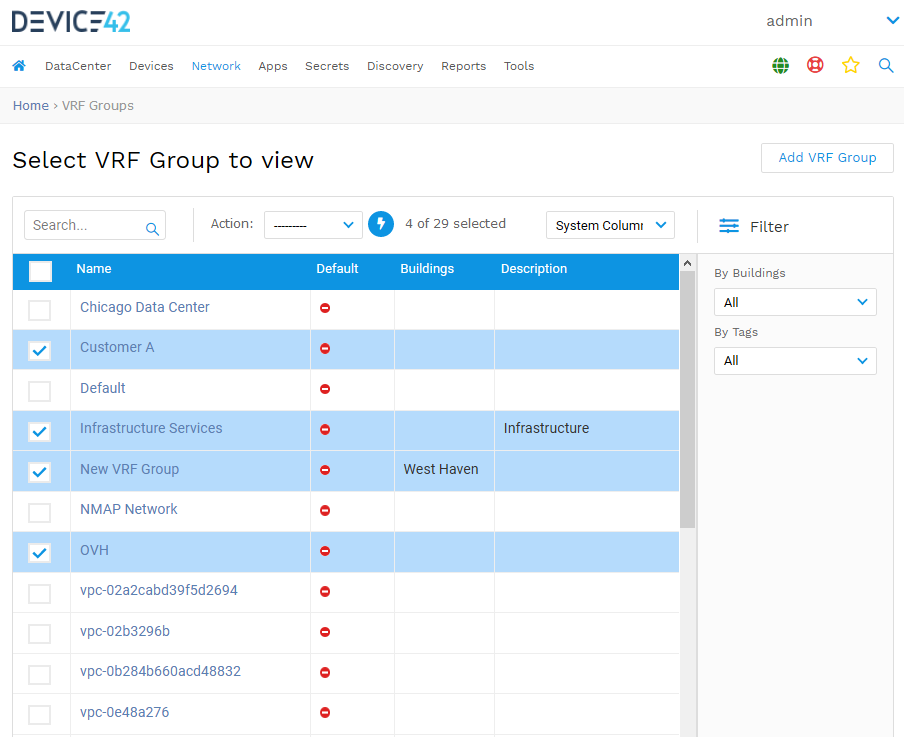 DEVICE42
admin
DataCenter Devices Network Apps Secrets Discovery Reports Tools
Home › VRF Groups
Select VRF Group to view
Add VRF Group
Search... Action: --------- 4 of 29 selected System Column Filter
Name Default Buildings Description
By Buildings
Chicago Data Center
All
By Tags
Customer A
All
Default
Infrastructure Services Infrastructure
New VRF Group West Haven
NMAP Network
OVH
vpc-02a2cabd39f5d2694
vpc-02b3296b
vpc-0b284b660acd48832
vpc-0e48a276